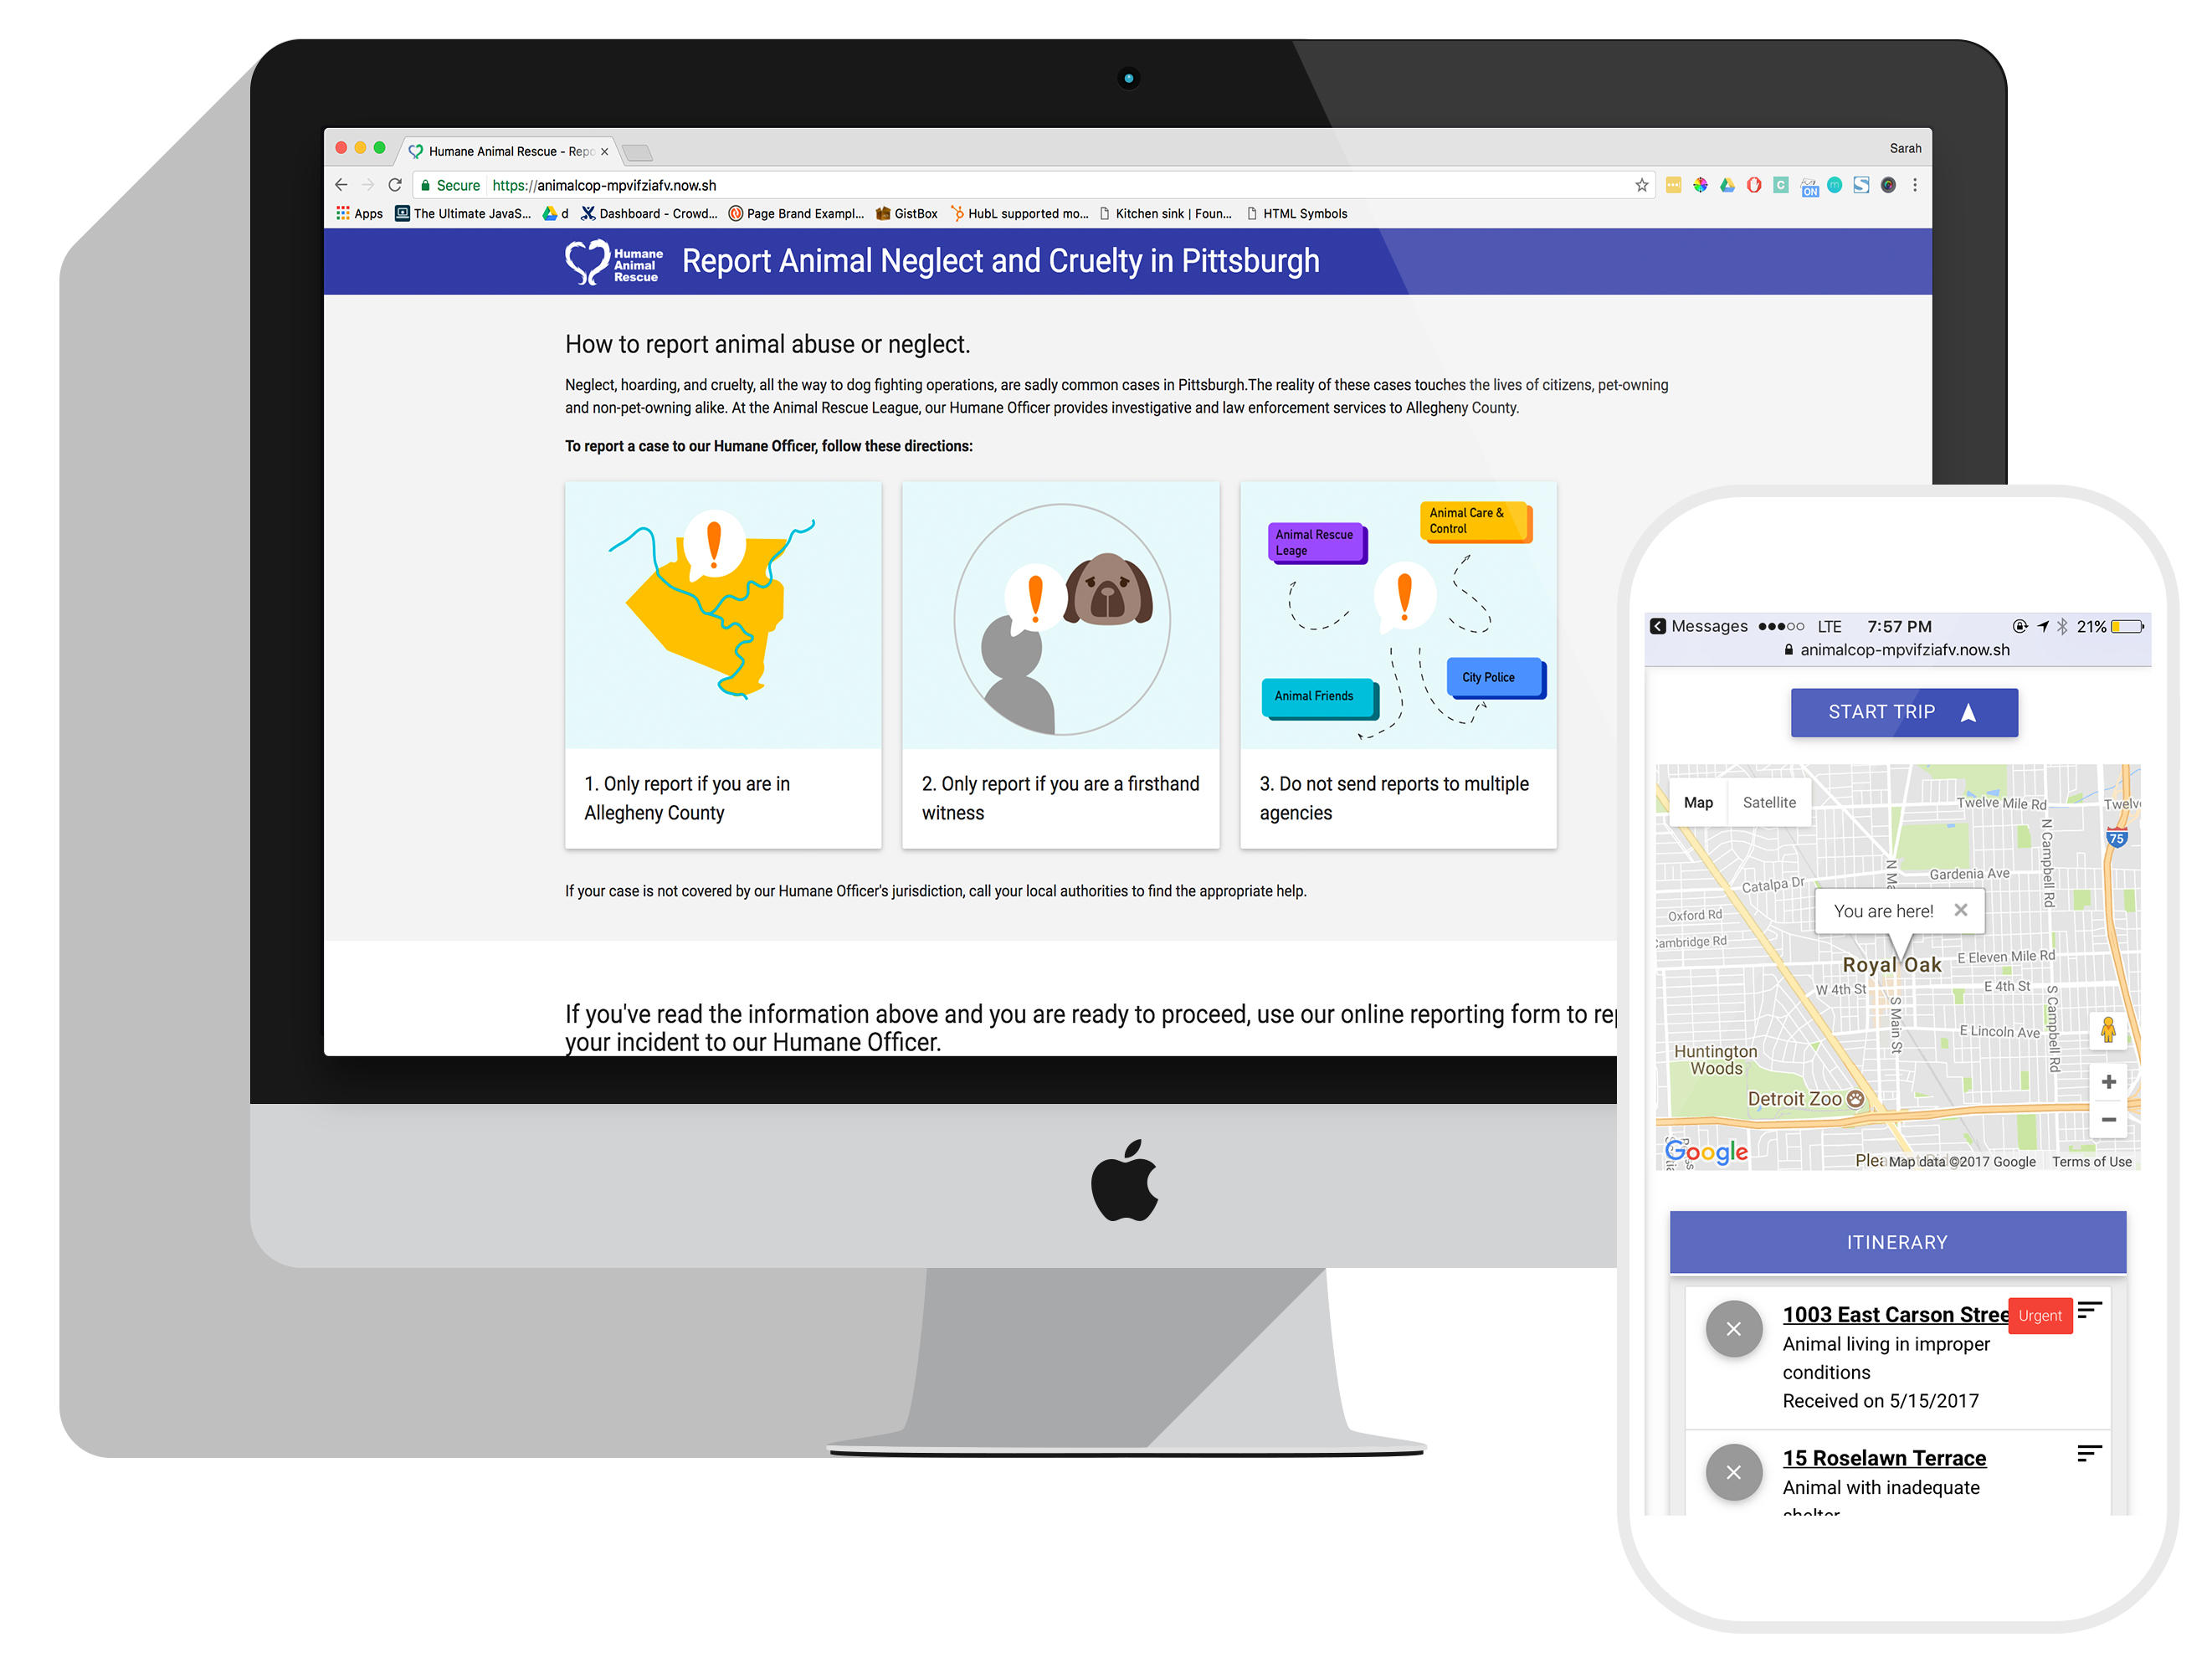 Humane Animal Rescue - Repo
Sarah
Secure
https://animalcop-mpvifziafv.now.sh
ON
Apps
The Ultimate JavaS...
d
Dashboard - Crowd...
Page Brand Exampl...
GistBox
HubL supported mo...
Kitchen sink | Foun...
HTML Symbols
Humane
Animal
Rescue
Report Animal Neglect and Cruelty in Pittsburgh
How to report animal abuse or neglect.
Neglect, hoarding, and cruelty, all the way to dog fighting operations, are sadly common cases in Pittsburgh.The reality of these cases touches the lives of citizens, pet-owning
and non-pet-owning alike. At the Animal Rescue League, our Humane Officer provides investigative and law enforcement services to Allegheny County.
To report a case to our Humane Officer, follow these directions:
Animal Rescue
Leage
Animal Care &
Control
Animal Friends
City Police
1. Only report if you are in
Allegheny County
2. Only report if you are a firsthand
witness
3. Do not send reports to multiple
agencies
If your case is not covered by our Humane Officer's jurisdiction, call your local authorities to find the appropriate help.
If you've read the information above and you are ready to proceed, use our online reporting form to re
your incident to our Humane Officer.
Messages
LTE
7:57 PM
21%
animalcop-mpvifziafv.now.sh
START TRIP
Map
Satellite
Twelve Mile Rd
Twelv
75
N Campbell Rd
N Ma
Gardenia Ave
Catalpa Dr
Oxford Rd
Cambridge Rd
You are here!
Royal Oak
E Eleven Mile Rd
W 4th St
E 4th St
S Main St
S Campbell Rd
E Lincoln Ave
Huntington
Woods
Detroit Zoo
Google
Map data ©2017 Google
Terms of Use
ITINERARY
1003 East Carson Stree
Urgent
Animal living in improper
conditions
Received on 5/15/2017
15 Roselawn Terrace
Animal with inadequate
shelter